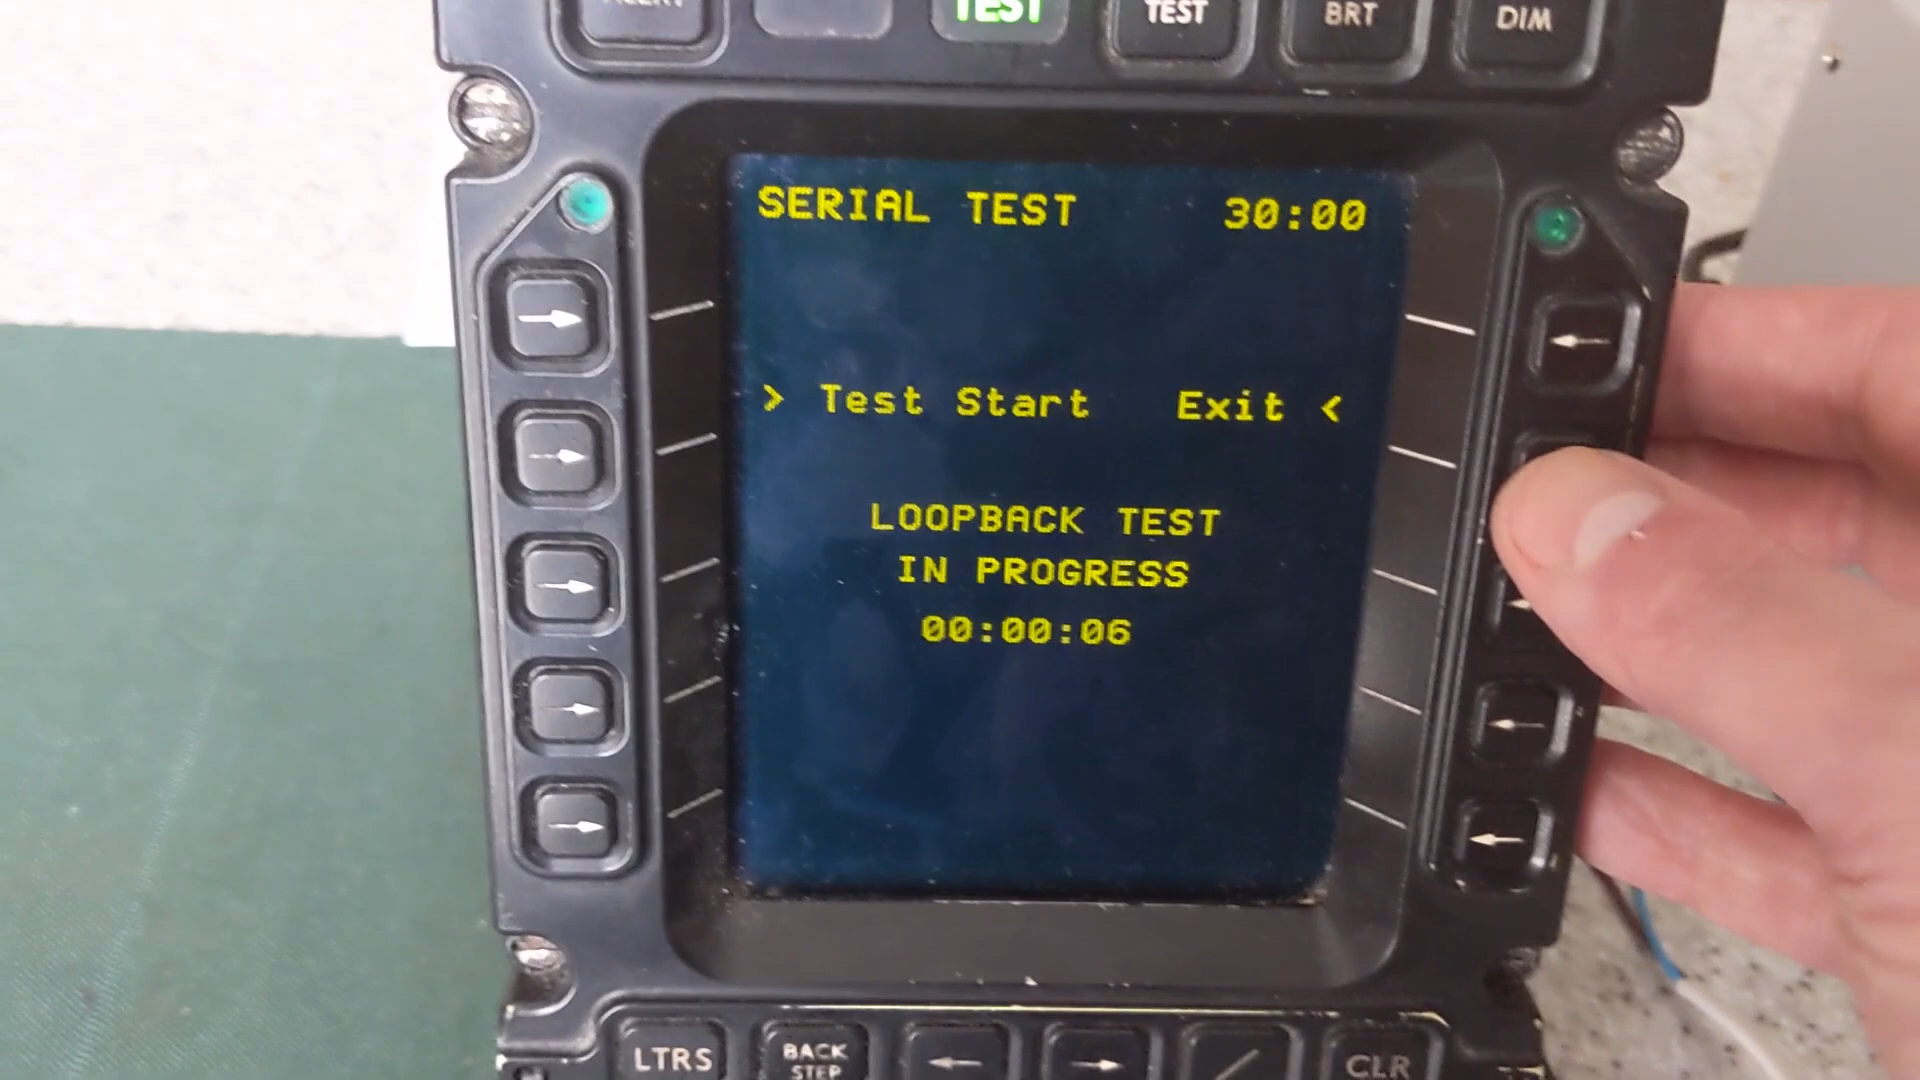 ALERT TEST TEST BRT DIM
SERIAL TEST 30:00
> Test Start Exit <
LOOPBACK TEST
IN PROGRESS
00:00:06
LTRS BACK STEP CLR